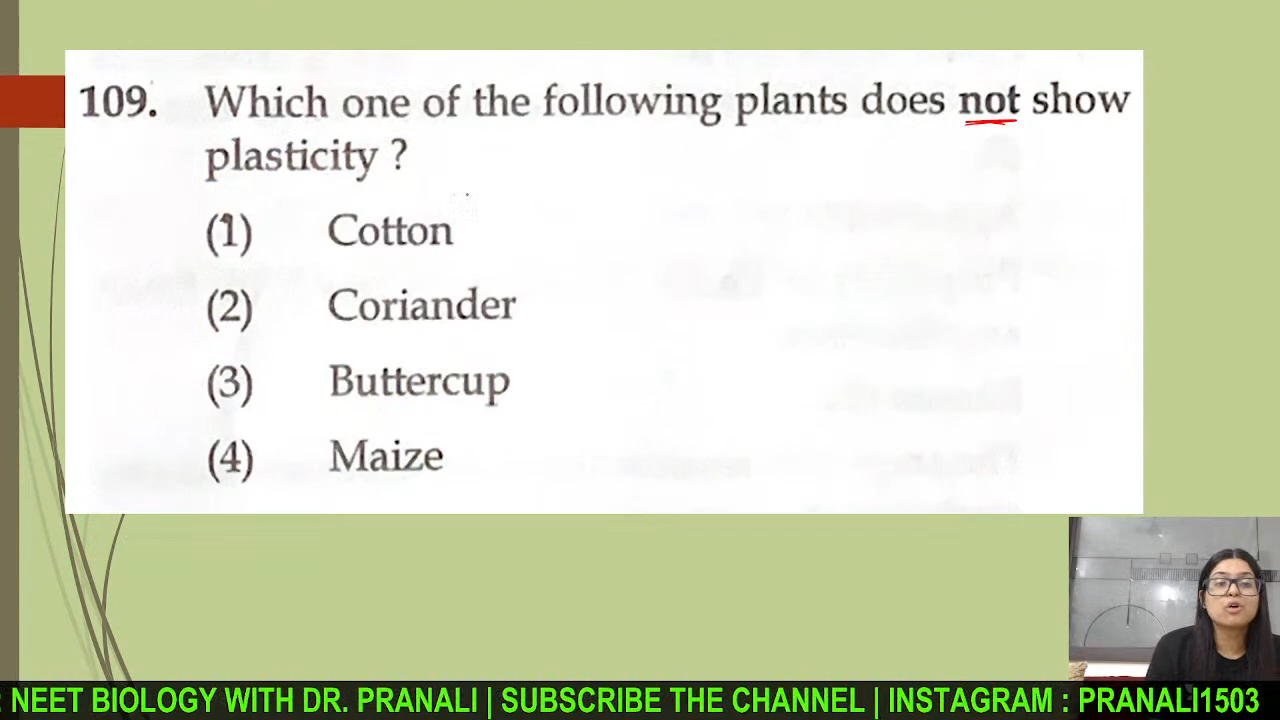 109. Which one of the following plants does not show
plasticity ?
(1) Cotton
(2) Coriander
(3) Buttercup
(4) Maize
: NEET BIOLOGY WITH DR. PRANALI | SUBSCRIBE THE CHANNEL | INSTAGRAM : PRANALI1503